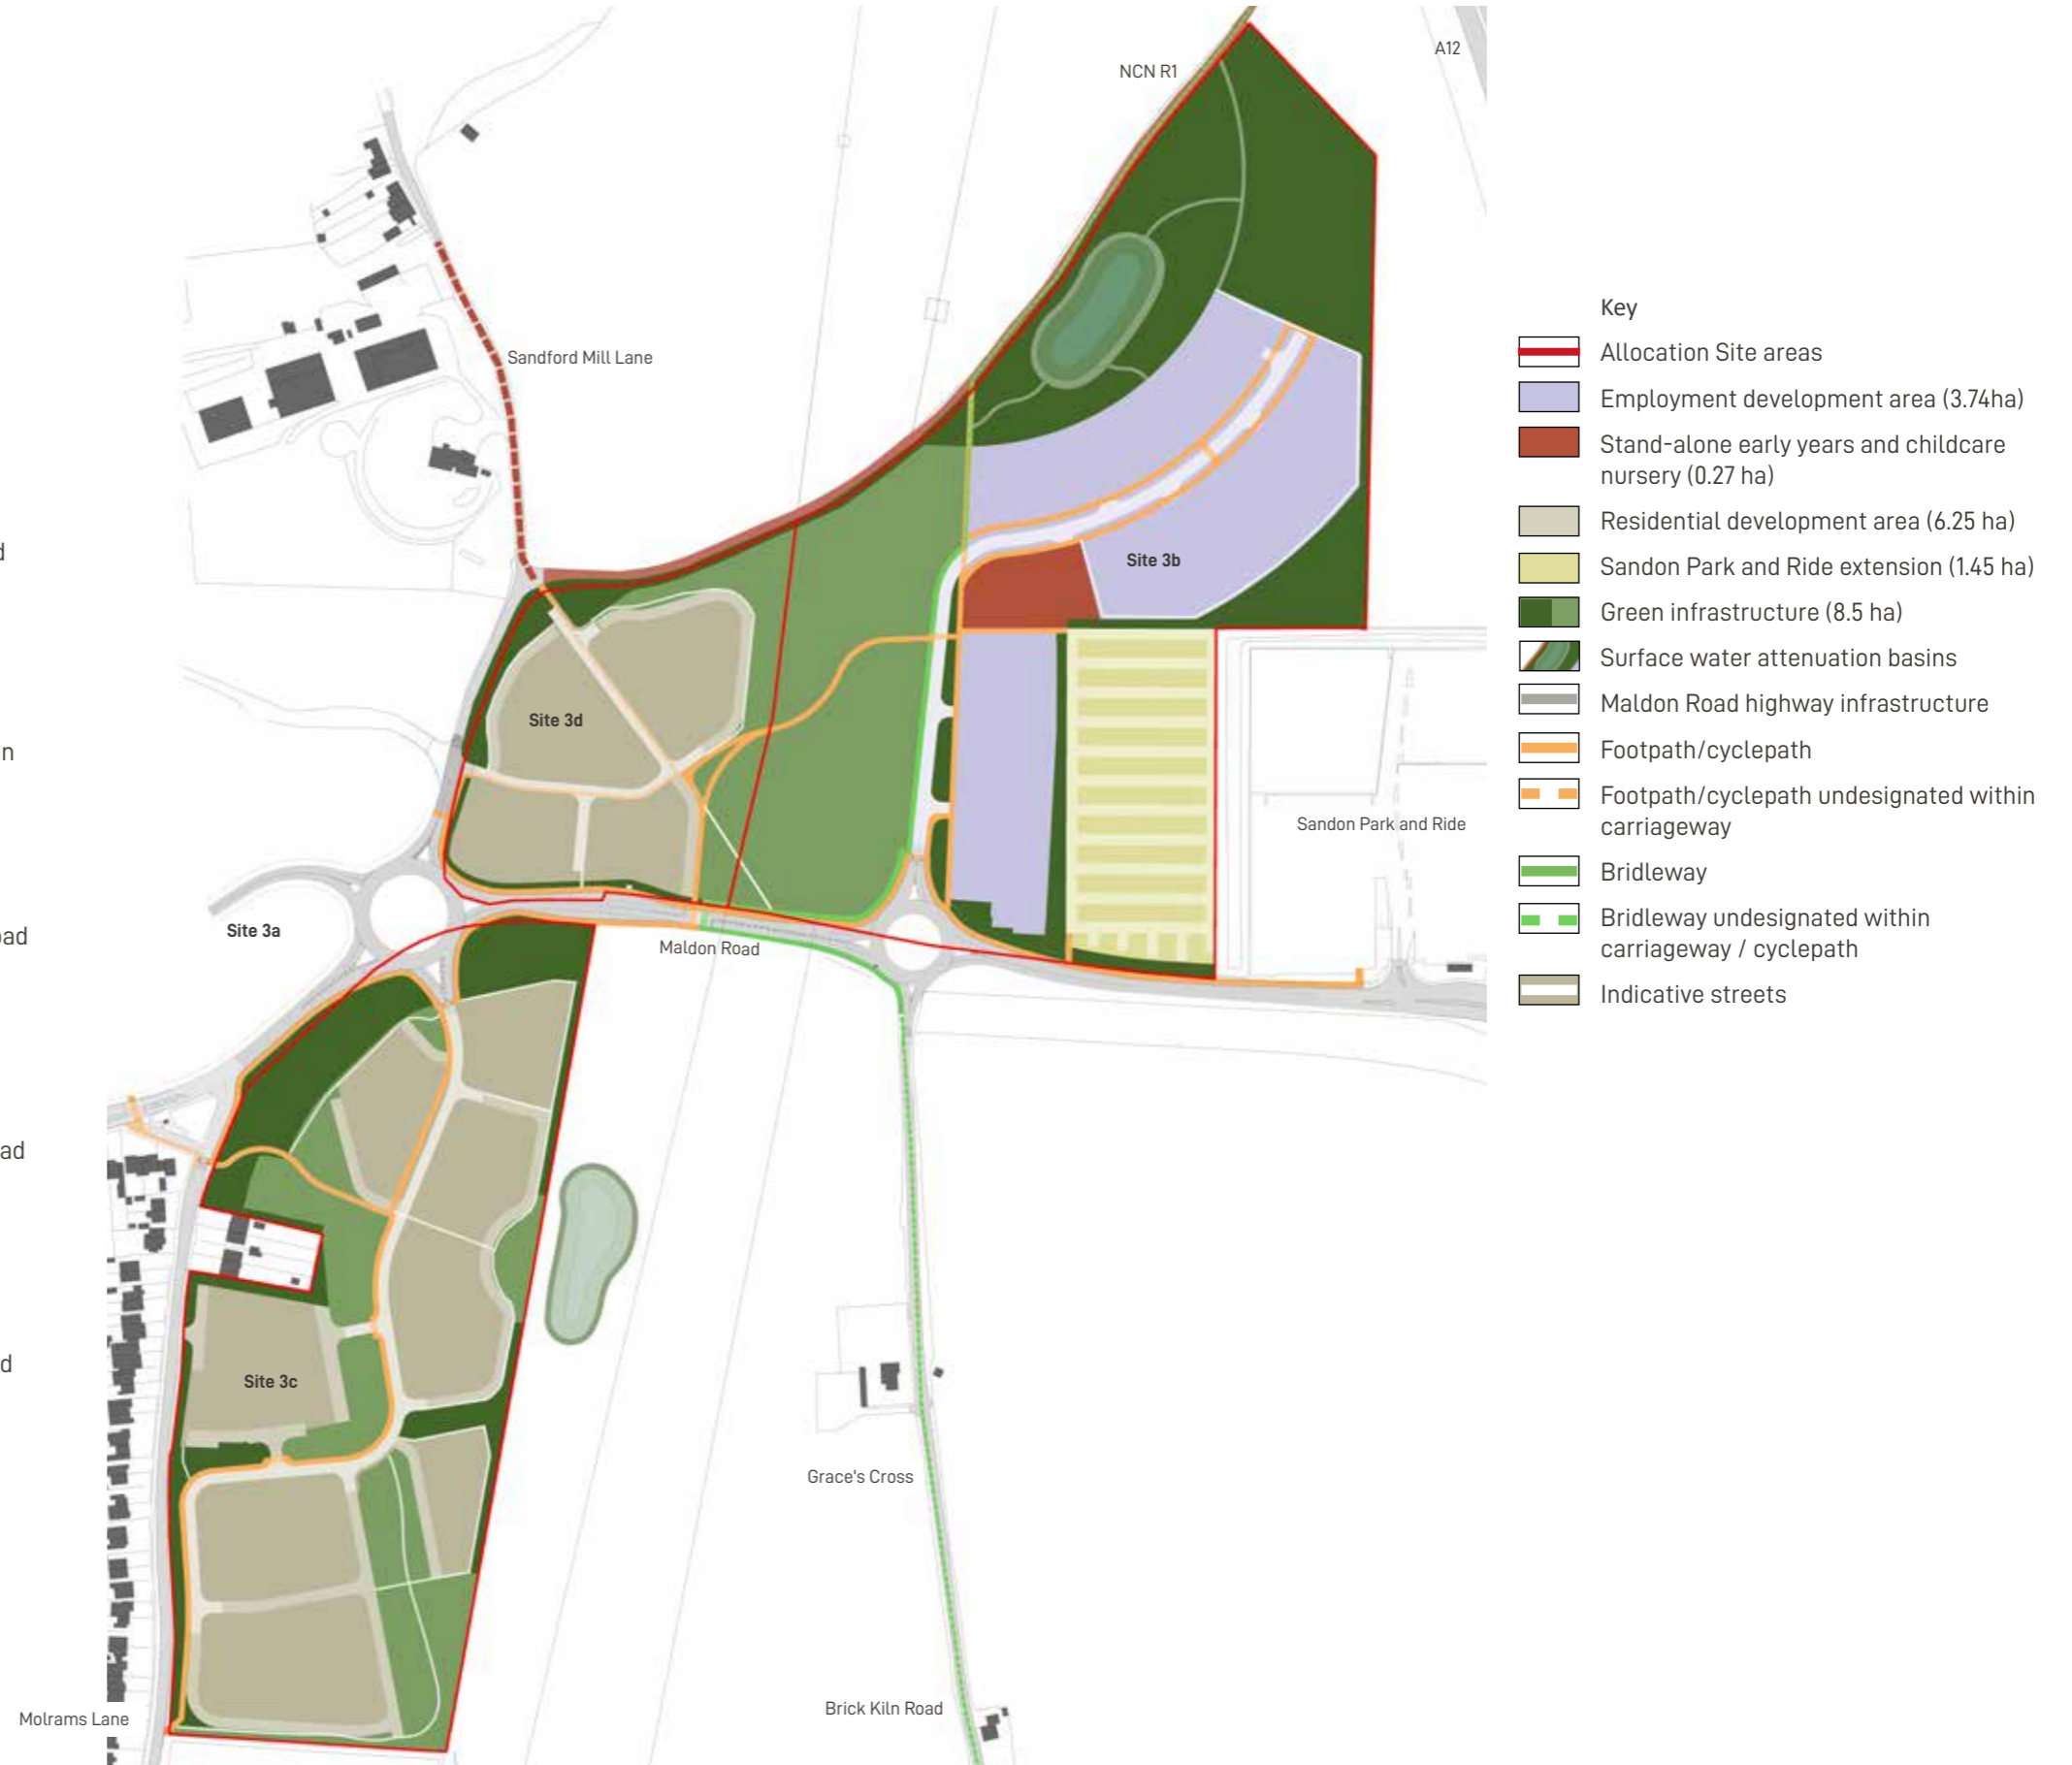 A12
NCN R1
Sandford Mill Lane
Site 3b
Site 3d
Sandon Park and Ride
Site 3a
Maldon Road
Site 3c
Grace's Cross
Brick Kiln Road
Molrams Lane
d
n
oad
ad
d
Key
Allocation Site areas
Employment development area (3.74ha)
Stand-alone early years and childcare
nursery (0.27 ha)
Residential development area (6.25 ha)
Sandon Park and Ride extension (1.45 ha)
Green infrastructure (8.5 ha)
Surface water attenuation basins
Maldon Road highway infrastructure
Footpath/cyclepath
Footpath/cyclepath undesignated within
carriageway
Bridleway
Bridleway undesignated within
carriageway / cyclepath
Indicative streets